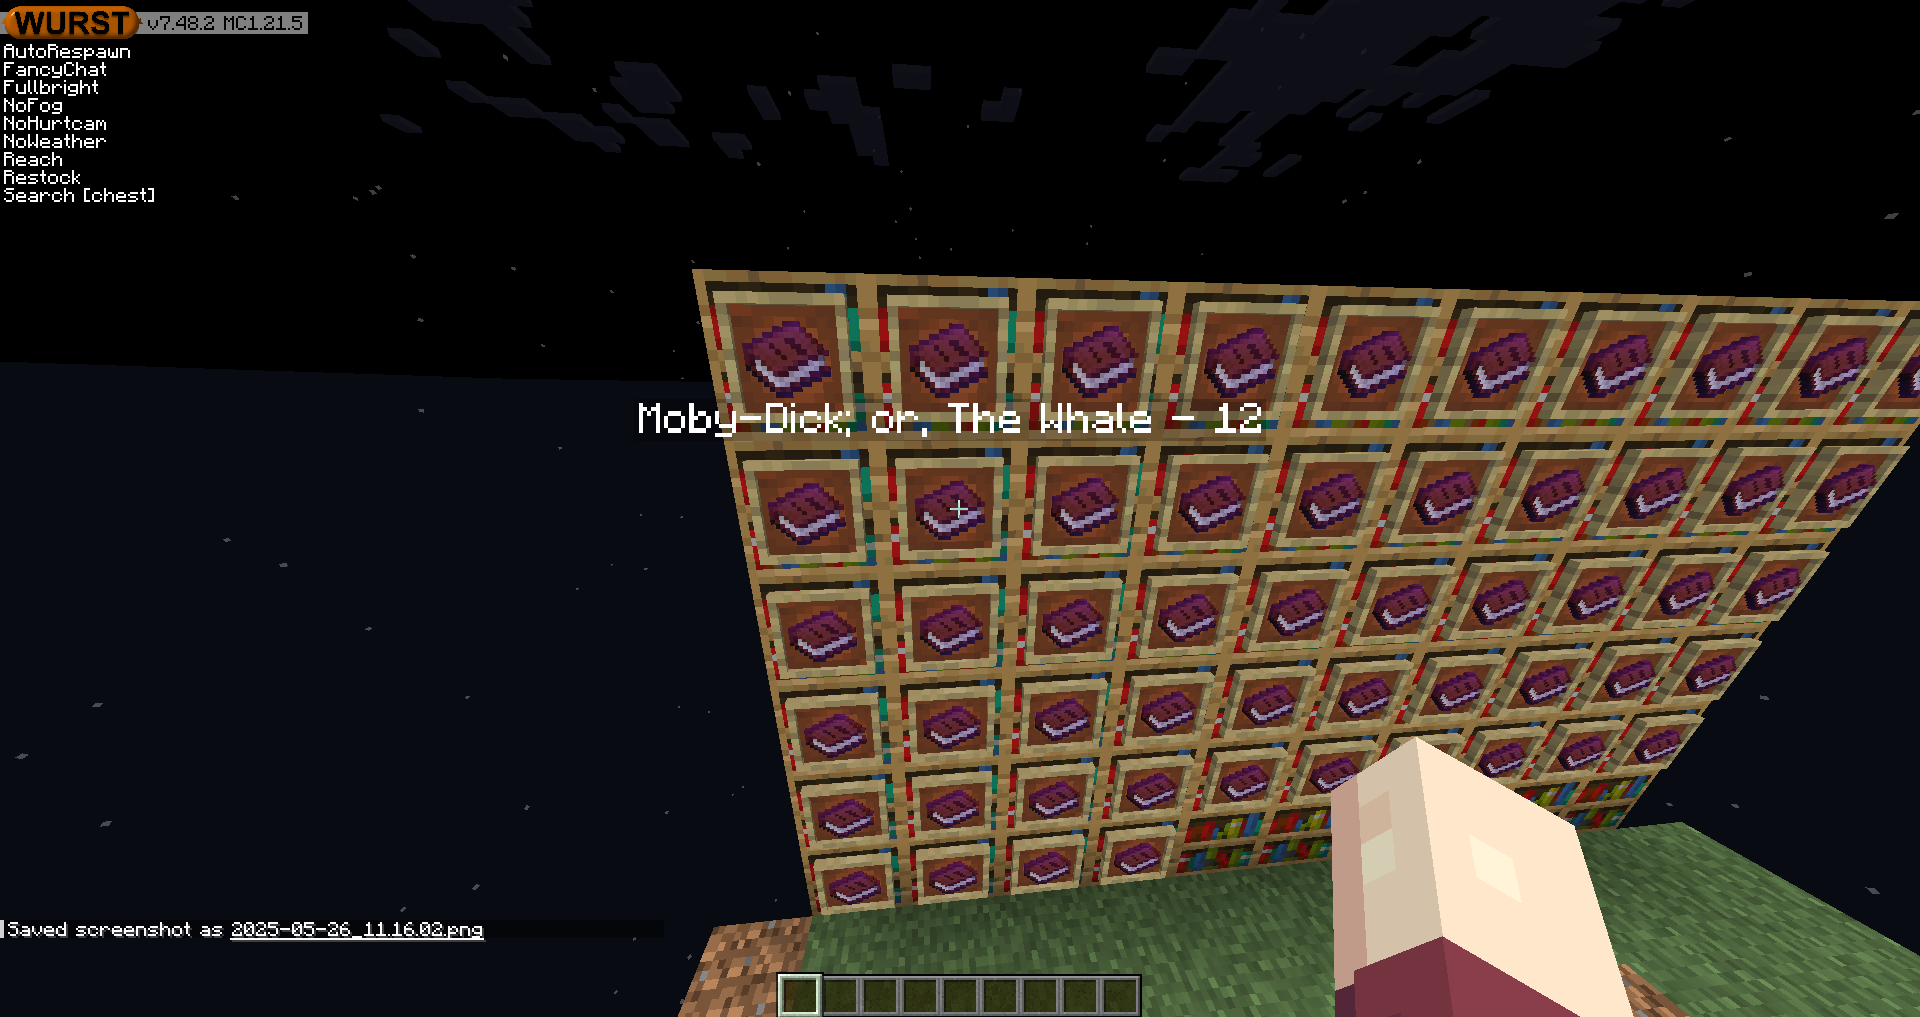 WURST v7.48.2 MC1.21.5
AutoRespawn
FancyChat
Fullbright
NoFog
NoHurtcam
NoWeather
Reach
Restock
Search [chest]
Moby-Dick; or, The Whale - 12
Saved screenshot as 2025-05-26_11.16.02.png